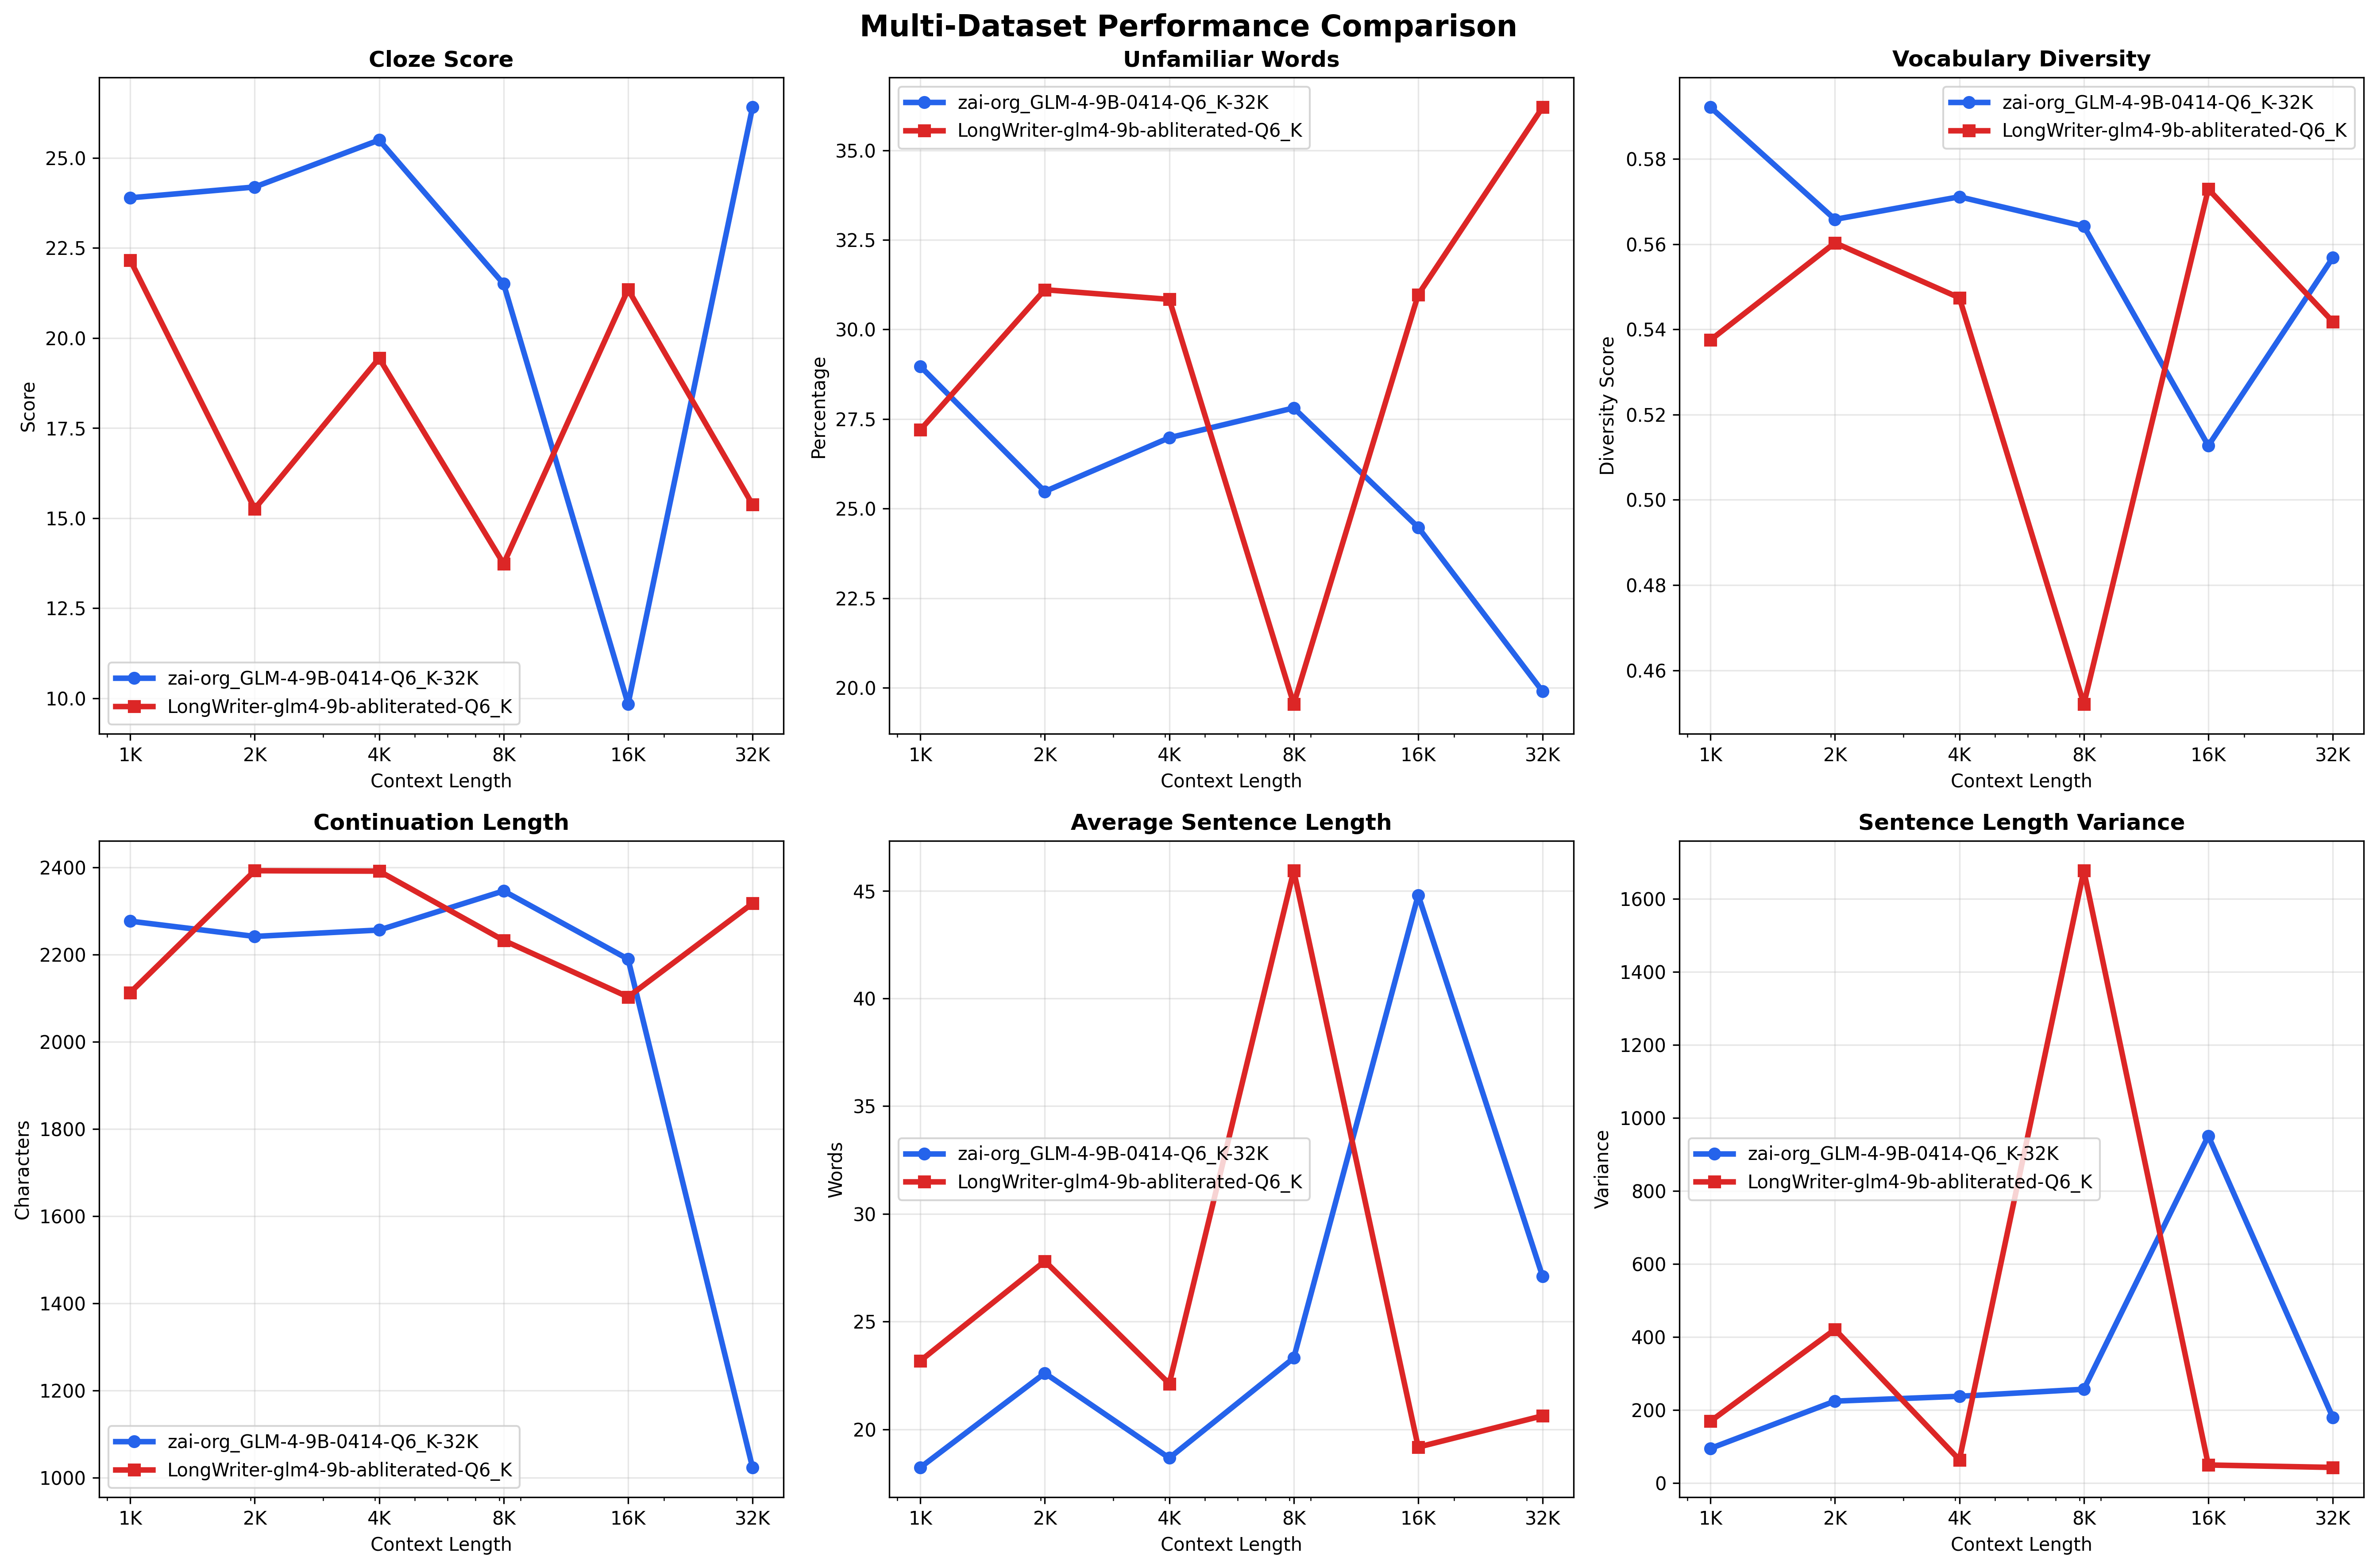 Multi-Dataset Performance Comparison
Cloze Score
25.0
22.5
20.0
17.5
15.0
12.5
10.0
Score
zai-org_GLM-4-9B-0414-Q6_K-32K
LongWriter-glm4-9b-abliterated-Q6_K
1K 2K 4K 8K 16K 32K
Context Length
Unfamiliar Words
35.0
32.5
30.0
27.5
25.0
22.5
20.0
Percentage
zai-org_GLM-4-9B-0414-Q6_K-32K
LongWriter-glm4-9b-abliterated-Q6_K
1K 2K 4K 8K 16K 32K
Context Length
Vocabulary Diversity
0.58
0.56
0.54
0.52
0.50
0.48
0.46
Diversity Score
zai-org_GLM-4-9B-0414-Q6_K-32K
LongWriter-glm4-9b-abliterated-Q6_K
1K 2K 4K 8K 16K 32K
Context Length
Continuation Length
2400
2200
2000
1800
1600
1400
1200
1000
Characters
zai-org_GLM-4-9B-0414-Q6_K-32K
LongWriter-glm4-9b-abliterated-Q6_K
1K 2K 4K 8K 16K 32K
Context Length
Average Sentence Length
45
40
35
30
25
20
Words
zai-org_GLM-4-9B-0414-Q6_K-32K
LongWriter-glm4-9b-abliterated-Q6_K
1K 2K 4K 8K 16K 32K
Context Length
Sentence Length Variance
1600
1400
1200
1000
800
600
400
200
0
Variance
zai-org_GLM-4-9B-0414-Q6_K-32K
LongWriter-glm4-9b-abliterated-Q6_K
1K 2K 4K 8K 16K 32K
Context Length